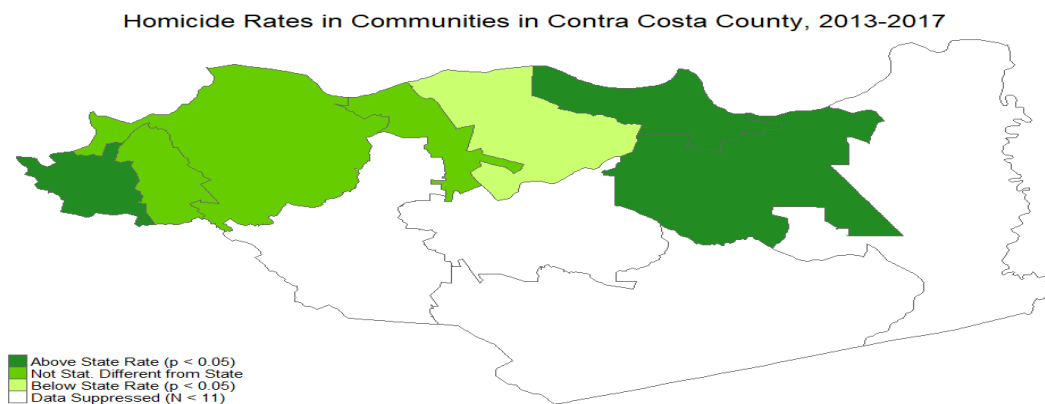 Homicide Rates in Communities in Contra Costa County, 2013-2017
Above State Rate (p < 0.05)
Not Stat. Different from State
Below State Rate (p < 0.05)
Data Suppressed (N < 11)